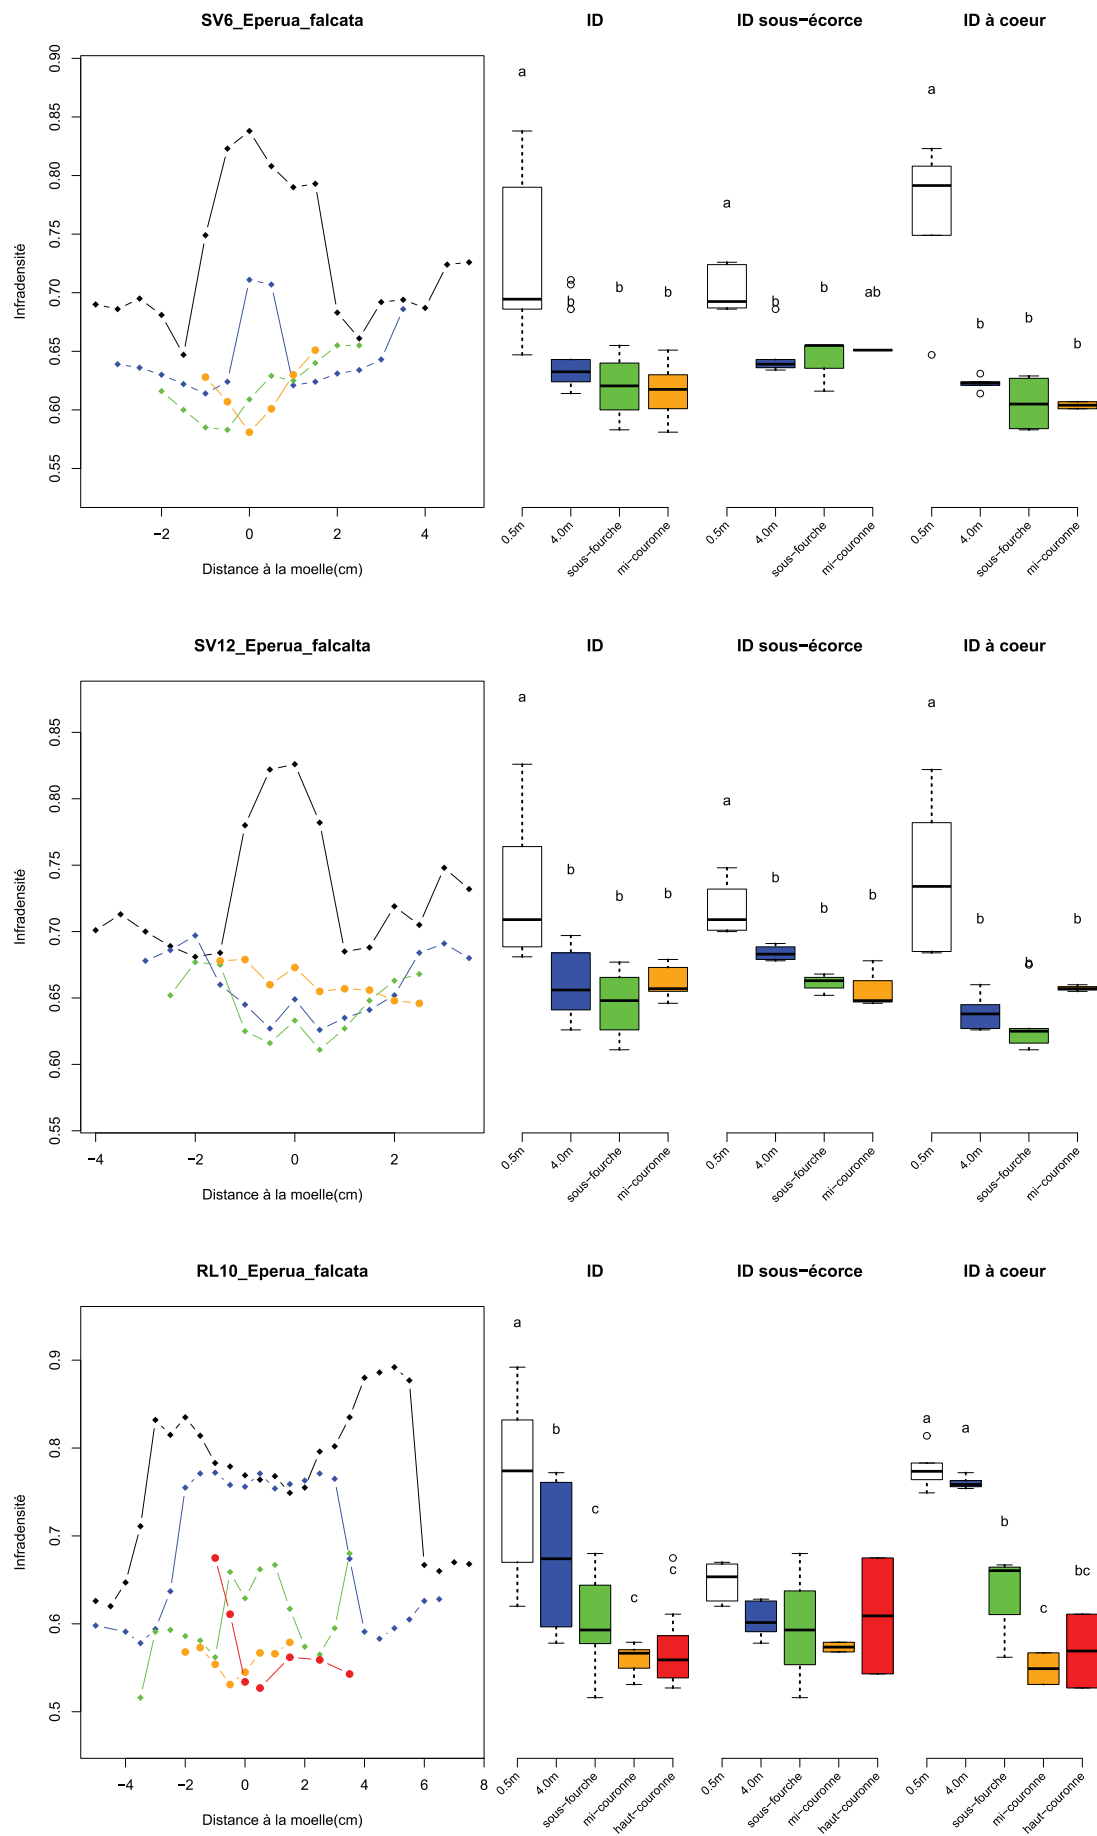 SV6_Eperua_falcata
ID
ID sous−écorce
ID à coeur
Infradensité
0.55 0.60 0.65 0.70 0.75 0.80 0.85 0.90
−2 0 2 4
Distance à la moelle(cm)
a
b
b
b
0.5m
4.0m
sous−fourche
mi−couronne
a
b
b
ab
0.5m
4.0m
sous−fourche
mi−couronne
a
b
b
b
0.5m
4.0m
sous−fourche
mi−couronne
SV12_Eperua_falcalta
ID
ID sous−écorce
ID à coeur
Infradensité
0.55 0.60 0.65 0.70 0.75 0.80 0.85
−4 −2 0 2
Distance à la moelle(cm)
a
b
b
b
0.5m
4.0m
sous−fourche
mi−couronne
a
b
b
b
0.5m
4.0m
sous−fourche
mi−couronne
a
b
b
b
0.5m
4.0m
sous−fourche
mi−couronne
RL10_Eperua_falcata
ID
ID sous−écorce
ID à coeur
Infradensité
0.5 0.6 0.7 0.8 0.9
−4 −2 0 2 4 6 8
Distance à la moelle(cm)
a
b
c
c
c
0.5m
4.0m
sous−fourche
mi−couronne
haut−couronne
0.5m
4.0m
sous−fourche
mi−couronne
haut−couronne
a
a
b
c
bc
0.5m
4.0m
sous−fourche
mi−couronne
haut−couronne